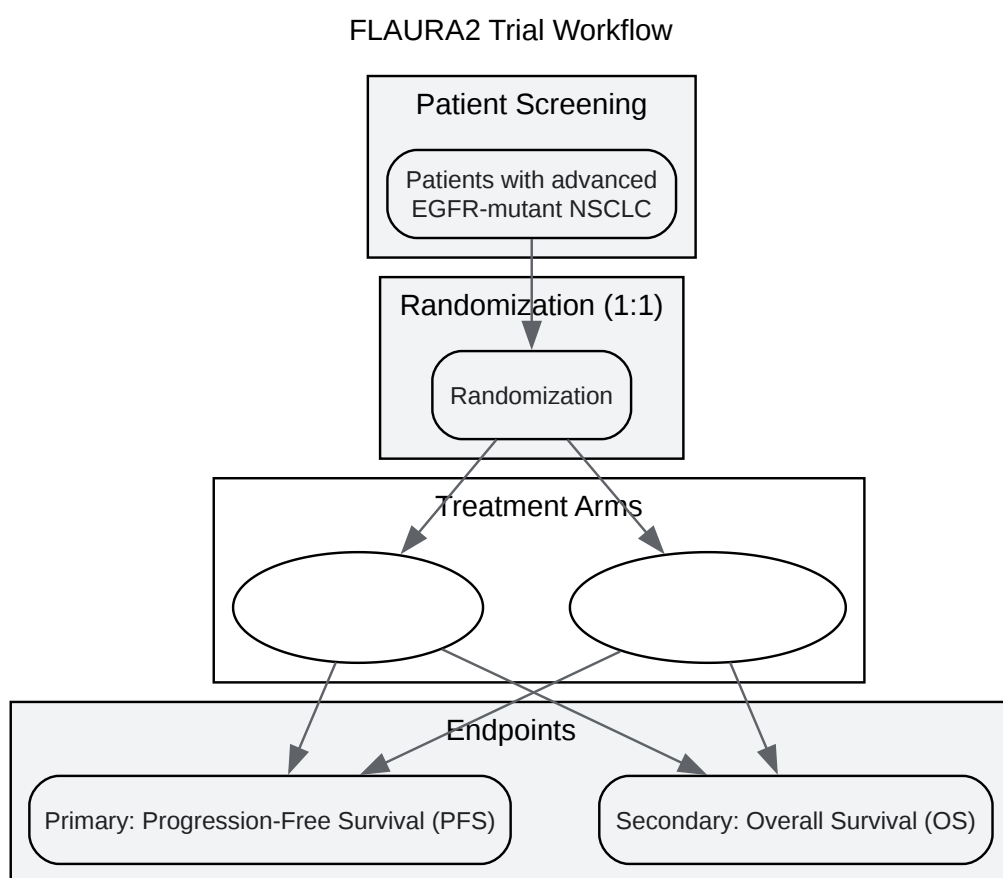 FLAURA2 Trial Workflow
Patient Screening
Patients with advanced
EGFR-mutant NSCLC
Randomization (1:1)
Randomization
Treatment Arms
Endpoints
Primary: Progression-Free Survival (PFS)
Secondary: Overall Survival (OS)